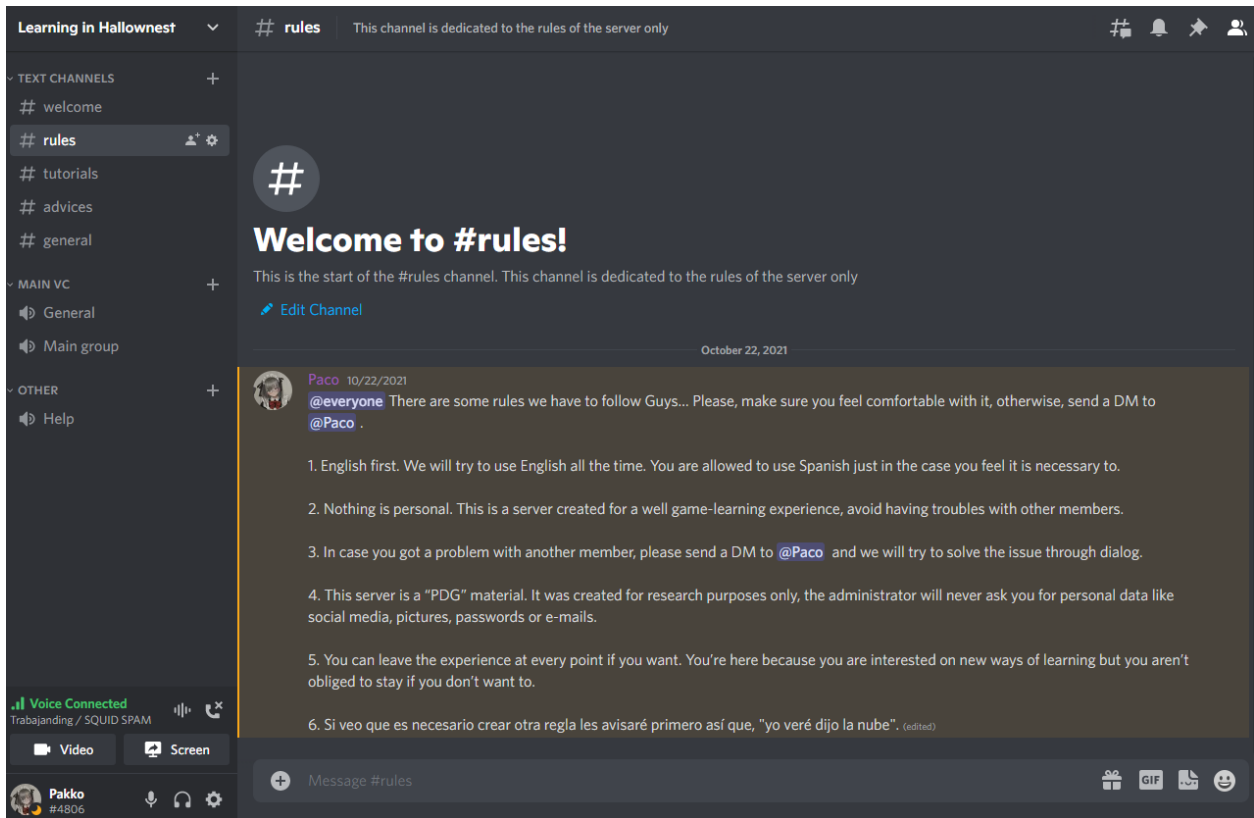 Learning in Hallownest
TEXT CHANNELS
welcome
rules
tutorials
advices
general
MAIN VC
General
Main group
OTHER
Help
Voice Connected
Trabajanding / SQUID SPAM
Video
Screen
Pakko
#4806
rules
This channel is dedicated to the rules of the server only
Welcome to #rules!
This is the start of the #rules channel. This channel is dedicated to the rules of the server only
Edit Channel
October 22, 2021
Paco 10/22/2021
@everyone There are some rules we have to follow Guys... Please, make sure you feel comfortable with it, otherwise, send a DM to
@Paco .
1. English first. We will try to use English all the time. You are allowed to use Spanish just in the case you feel it is necessary to.
2. Nothing is personal. This is a server created for a well game-learning experience, avoid having troubles with other members.
3. In case you got a problem with another member, please send a DM to @Paco and we will try to solve the issue through dialog.
4. This server is a “PDG” material. It was created for research purposes only, the administrator will never ask you for personal data like
social media, pictures, passwords or e-mails.
5. You can leave the experience at every point if you want. You’re here because you are interested on new ways of learning but you aren’t
obliged to stay if you don’t want to.
6. Si veo que es necesario crear otra regla les avisaré primero así que, "yo veré dijo la nube". (edited)
Message #rules
GIF